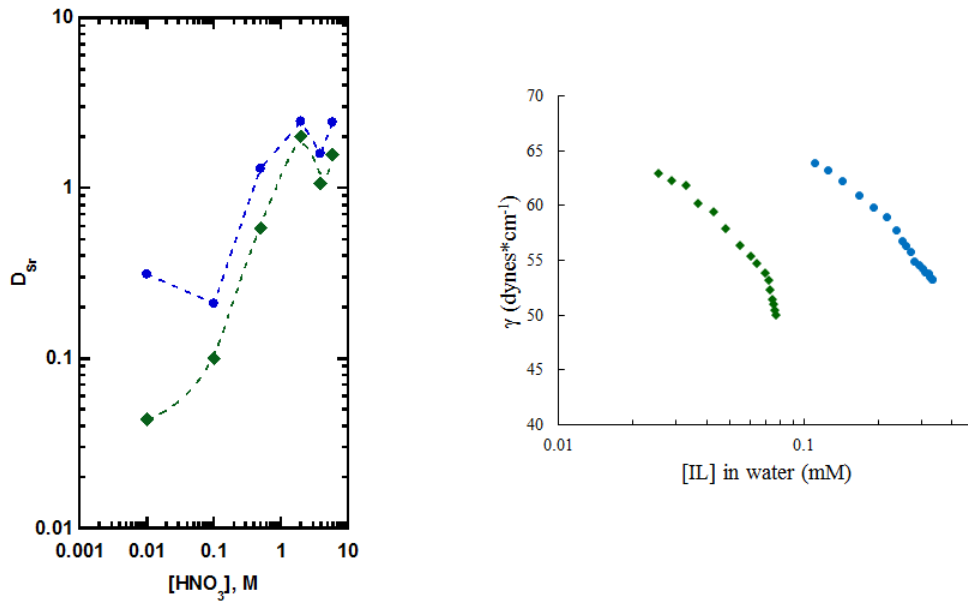 10
1
0.1
0.01
D_Sr
0.001 0.01 0.1 1 10
[HNO₃], M
70
65
60
55
50
45
40
γ (dynes*cm⁻¹)
0.01 0.1
[IL] in water (mM)